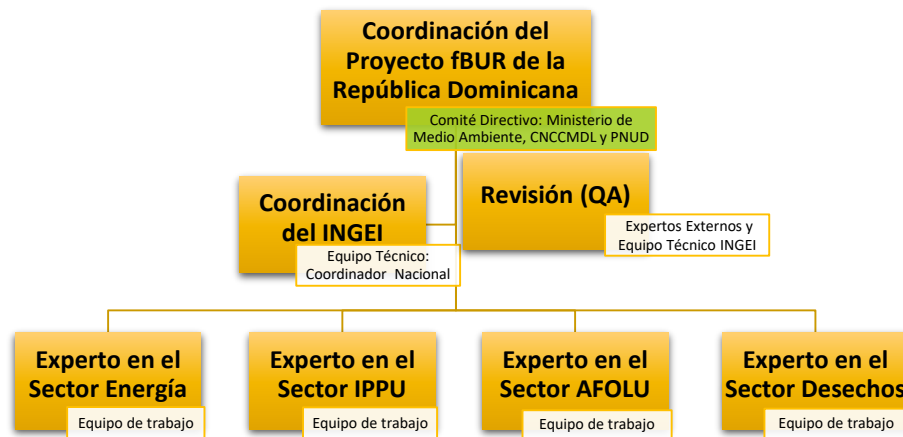 Coordinación del
Proyecto fBUR de la
República Dominicana
Comité Directivo: Ministerio de
Medio Ambiente, CNCCMDL y PNUD
Coordinación
del INGEI
Equipo Técnico:
Coordinador Nacional
Revisión (QA)
Expertos Externos y
Equipo Técnico INGEI
Experto en el
Sector Energía
Equipo de trabajo
Experto en el
Sector IPPU
Equipo de trabajo
Experto en el
Sector AFOLU
Equipo de trabajo
Experto en el
Sector Desechos
Equipo de trabajo